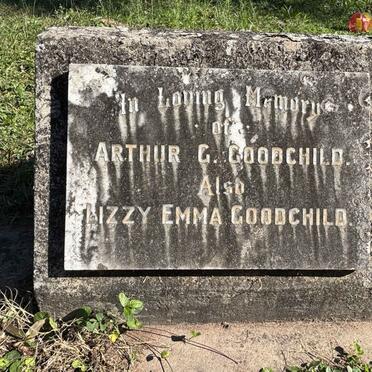 In Loving Memory
of
ARTHUR G. GOODCHILD.
Also
LIZZY EMMA GOODCHILD